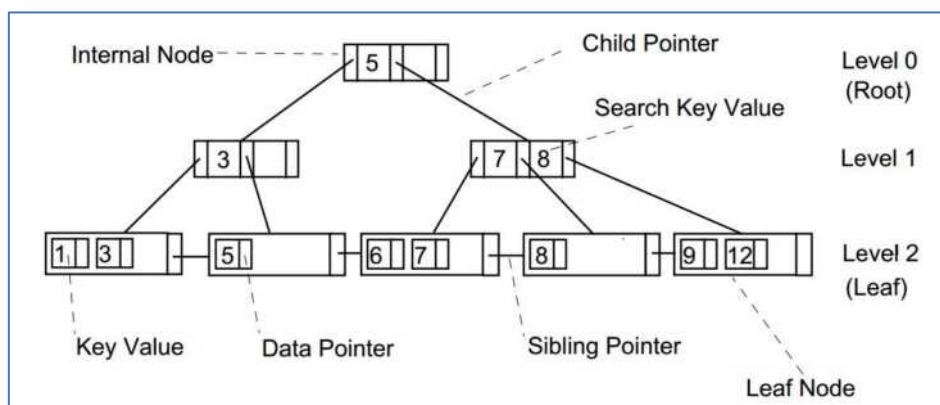 Internal Node
5
Child Pointer
Level 0
(Root)
Search Key Value
3
7 8
Level 1
1 3 5 6 7 8 9 12
Level 2
(Leaf)
Key Value
Data Pointer
Sibling Pointer
Leaf Node